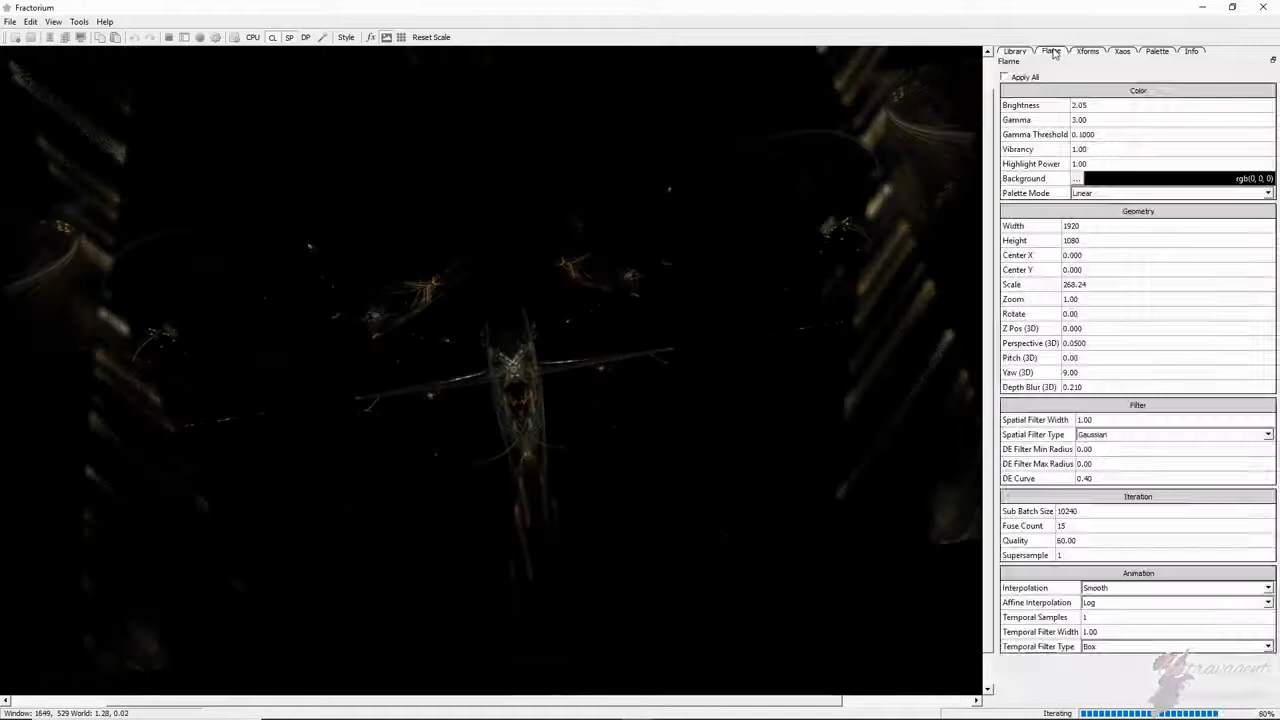 Fractorium
File Edit View Tools Help
CPU CL SP DP Style fx Reset Scale
Library Flame Xforms Xaos Palette Info
Flame
Apply All
Color
Brightness 2.05
Gamma 3.00
Gamma Threshold 0.1000
Vibrancy 1.00
Highlight Power 1.00
Background ... rgb(0, 0, 0)
Palette Mode Linear
Geometry
Width 1920
Height 1080
Center X 0.000
Center Y 0.000
Scale 268.24
Zoom 1.00
Rotate 0.00
Z Pos (3D) 0.000
Perspective (3D) 0.0500
Pitch (3D) 0.00
Yaw (3D) 9.00
Depth Blur (3D) 0.210
Filter
Spatial Filter Width 1.00
Spatial Filter Type Gaussian
DE Filter Min Radius 0.00
DE Filter Max Radius 0.00
DE Curve 0.40
Iteration
Sub Batch Size 10240
Fuse Count 15
Quality 60.00
Supersample 1
Animation
Interpolation Smooth
Affine Interpolation Log
Temporal Samples 1
Temporal Filter Width 1.00
Temporal Filter Type Box
Window: 1649, 529 World: 1.28, 0.02
Iterating 80%